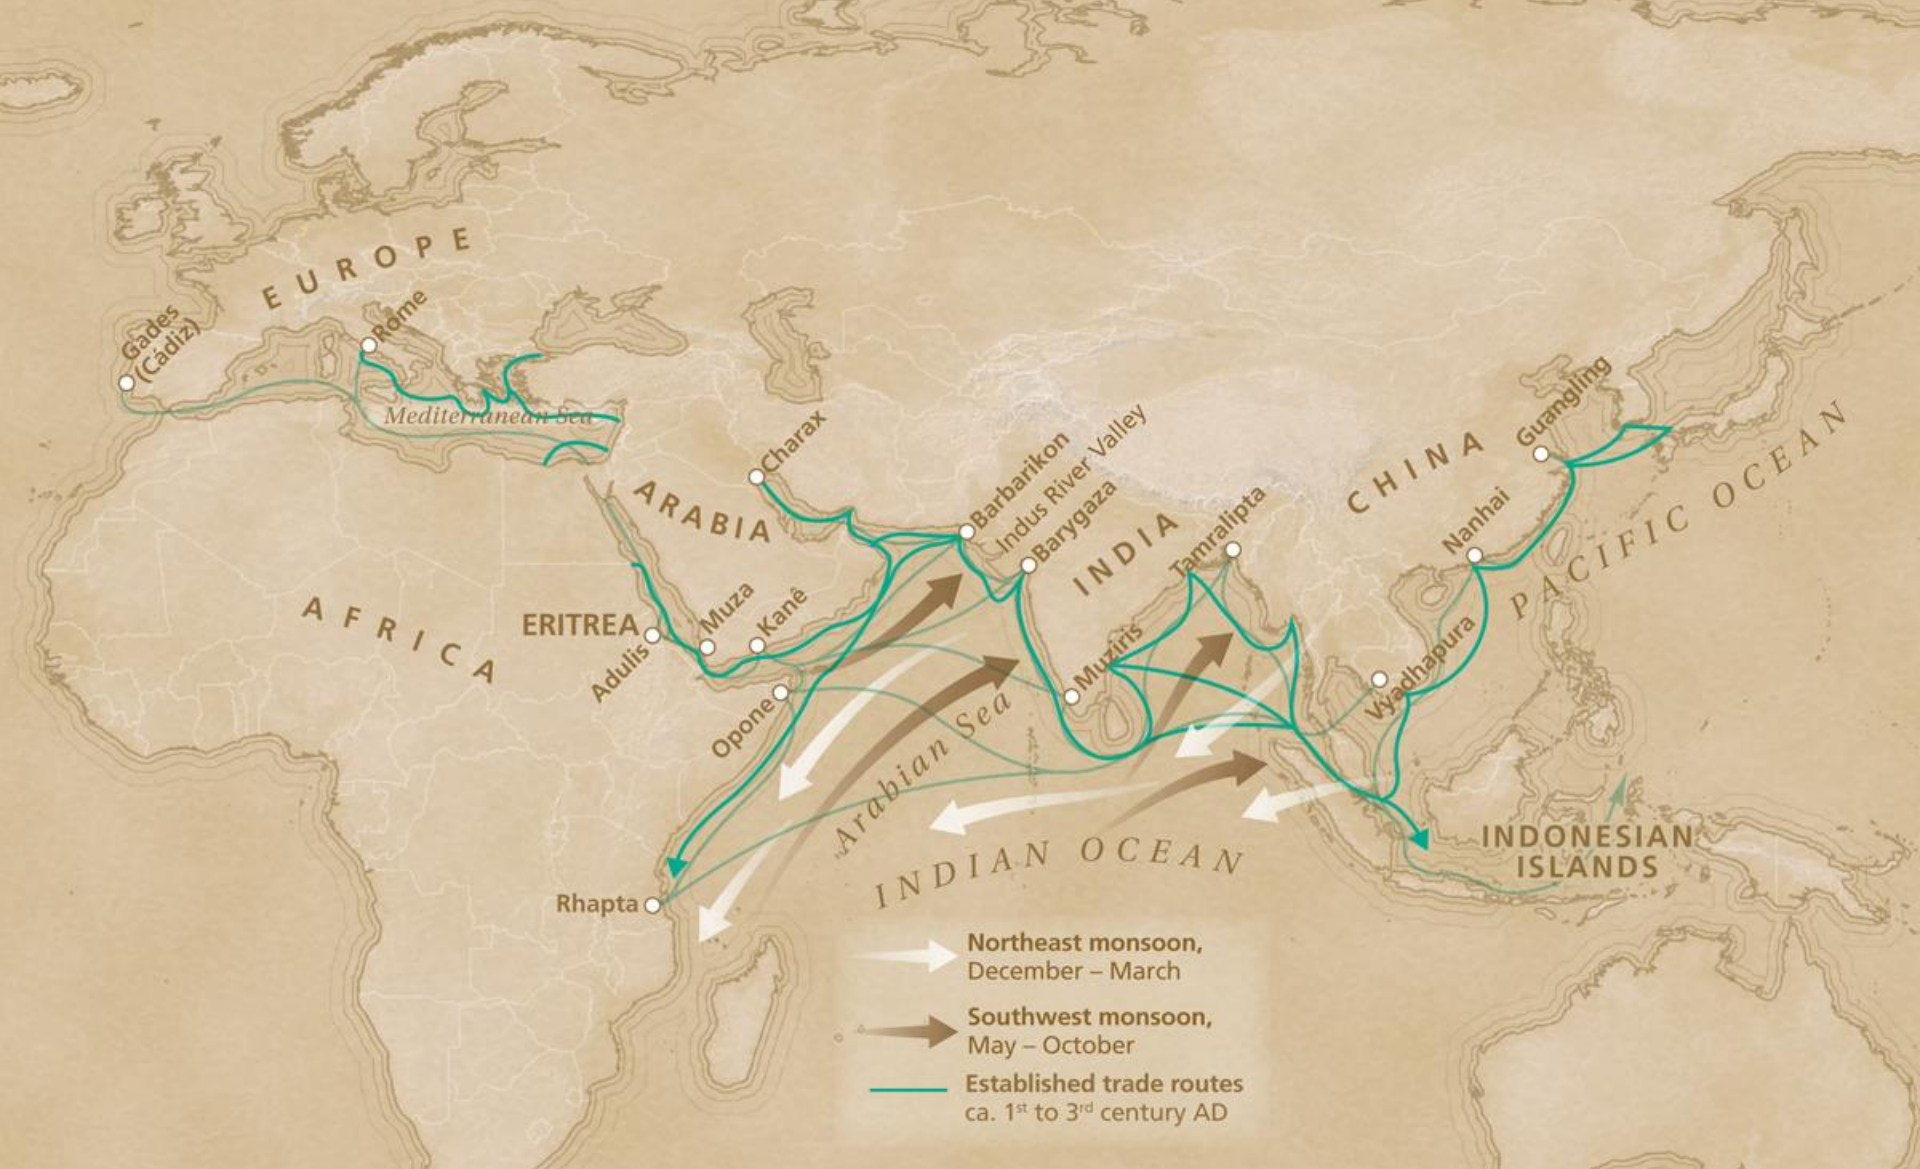 EUROPE
Gades
(Cádiz)
Rome
Mediterranean Sea
Charax
ARABIA
Barbarikon
Indus River Valley
Barygaza
INDIA
Tamralipta
CHINA
Guangling
Nanhai
PACIFIC OCEAN
AFRICA
ERITREA
Adulis
Muza
Kanê
Opone
Muziris
Vyadhapura
Arabian Sea
INDIAN OCEAN
INDONESIAN
ISLANDS
Rhapta
Northeast monsoon,
December – March
Southwest monsoon,
May – October
Established trade routes
ca. 1st to 3rd century AD